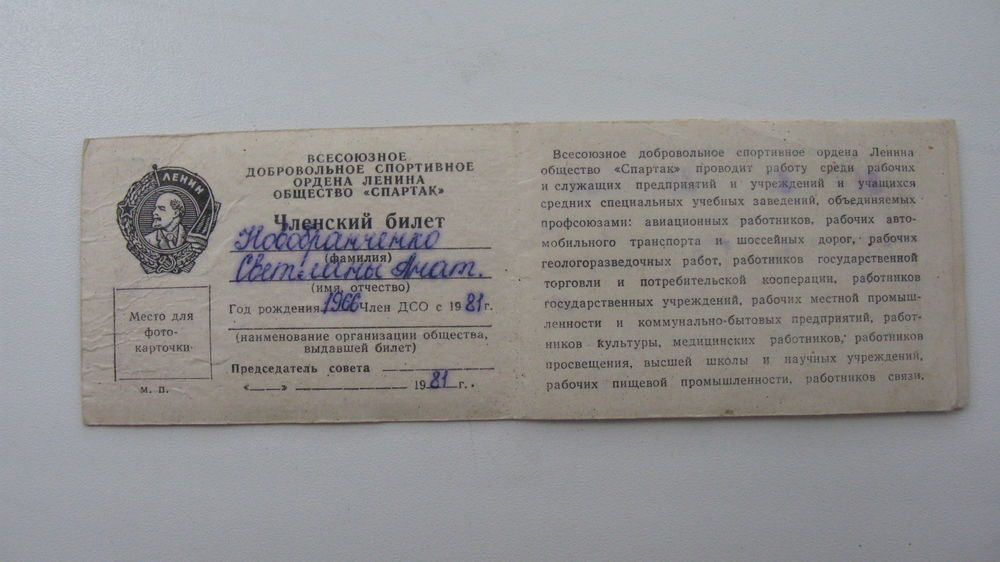 ЛЕНИН
ВСЕСОЮЗНОЕ
ДОБРОВОЛЬНОЕ СПОРТИВНОЕ
ОРДЕНА ЛЕНИНА
ОБЩЕСТВО «СПАРТАК»
Членский билет
Новобранченко
(фамилия)
Светланы Анат.
(имя, отчество)
Год рождения 1966 Член ДСО с 1981 г.
(наименование организации общества,
выдавшей билет)
Председатель совета
« » 1981 г.
Место для
фото-
карточки
м. п.
Всесоюзное добровольное спортивное ордена Ленина
общество «Спартак» проводит работу среди рабочих
и служащих предприятий и учреждений и учащихся
средних специальных учебных заведений, объединяемых
профсоюзами: авиационных работников, рабочих авто-
мобильного транспорта и шоссейных дорог, рабочих
геологоразведочных работ, работников государственной
торговли и потребительской кооперации, работников
государственных учреждений, рабочих местной промыш-
ленности и коммунально-бытовых предприятий, работ-
ников культуры, медицинских работников, работников
просвещения, высшей школы и научных учреждений,
рабочих пищевой промышленности, работников связи.